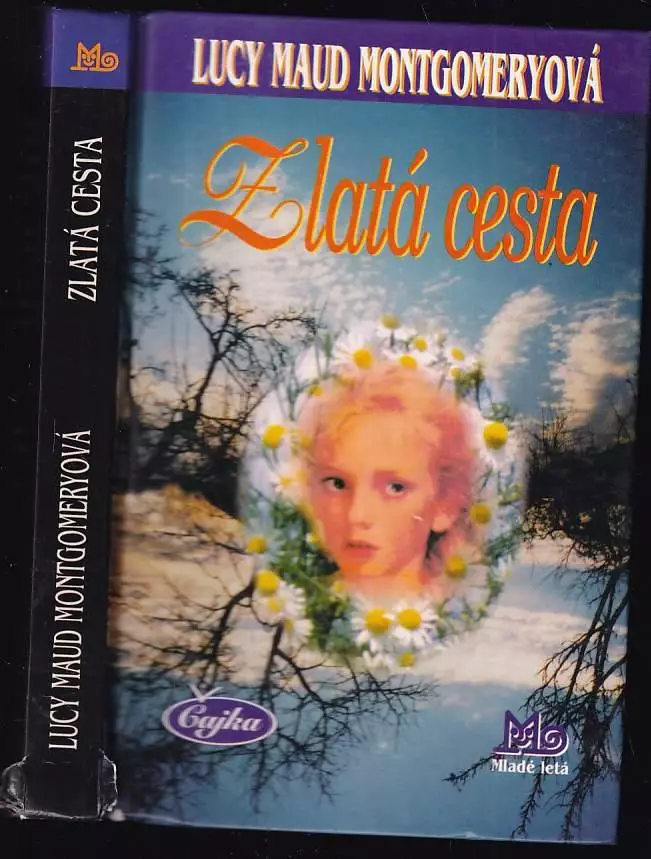 LUCY MAUD MONTGOMERYOVÁ
Zlatá cesta
Čajka
Mladé letá
LUCY MAUD MONTGOMERYOVÁ ZLATÁ CESTA